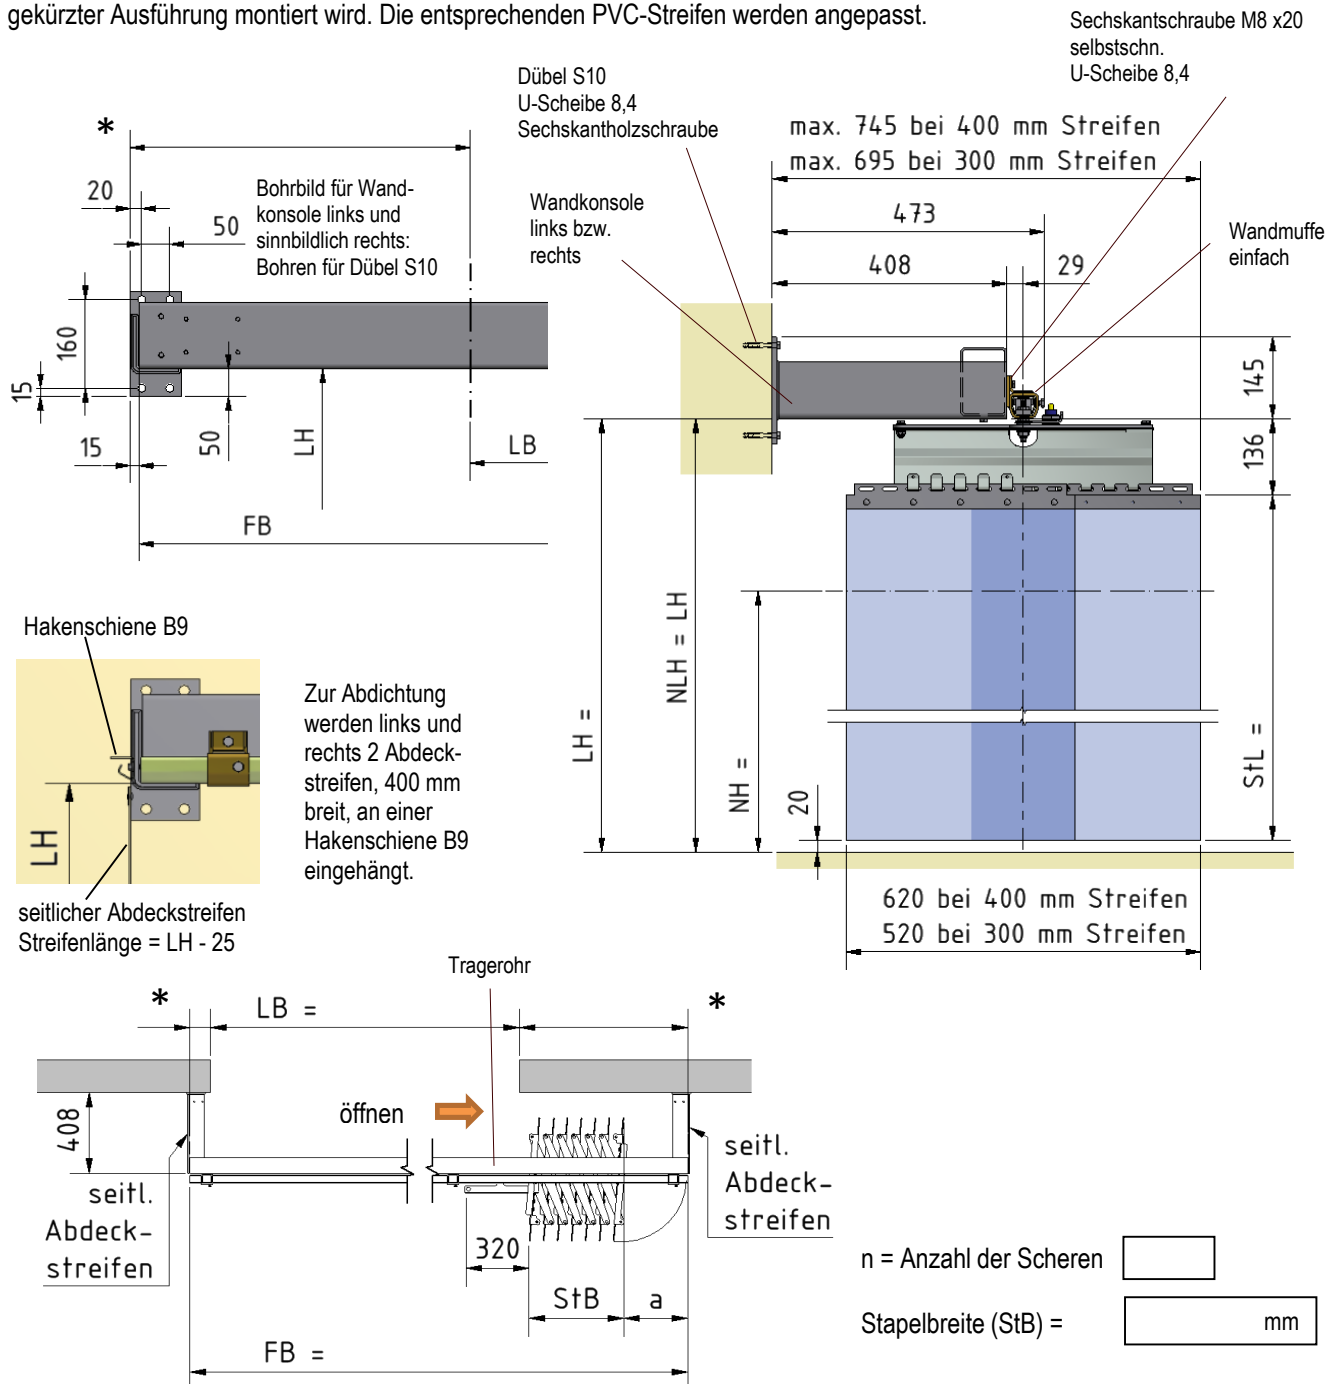 gekürzter Ausführung montiert wird. Die entsprechenden PVC-Streifen werden angepasst.
Sechskantschraube M8 x20
selbstschn.
U-Scheibe 8,4
Dübel S10
U-Scheibe 8,4
Sechskantholzschraube
*
max. 745 bei 400 mm Streifen
max. 695 bei 300 mm Streifen
20
50
Bohrbild für Wand-
konsole links und
sinnbildlich rechts:
Bohren für Dübel S10
Wandkonsole
links bzw.
rechts
473
408
29
Wandmuffe
einfach
160
15
15
50
LH
LB
FB
145
136
Hakenschiene B9
LH
seitlicher Abdeckstreifen
Streifenlänge = LH - 25
Zur Abdichtung
werden links und
rechts 2 Abdeck-
streifen, 400 mm
breit, an einer
Hakenschiene B9
eingehängt.
LH =
NLH = LH
NH =
20
StL =
620 bei 400 mm Streifen
520 bei 300 mm Streifen
Tragerohr
*
LB =
*
408
öffnen
seitl.
Abdeck-
streifen
seitl.
Abdeck-
streifen
320
StB
a
FB =
n = Anzahl der Scheren
Stapelbreite (StB) =
mm